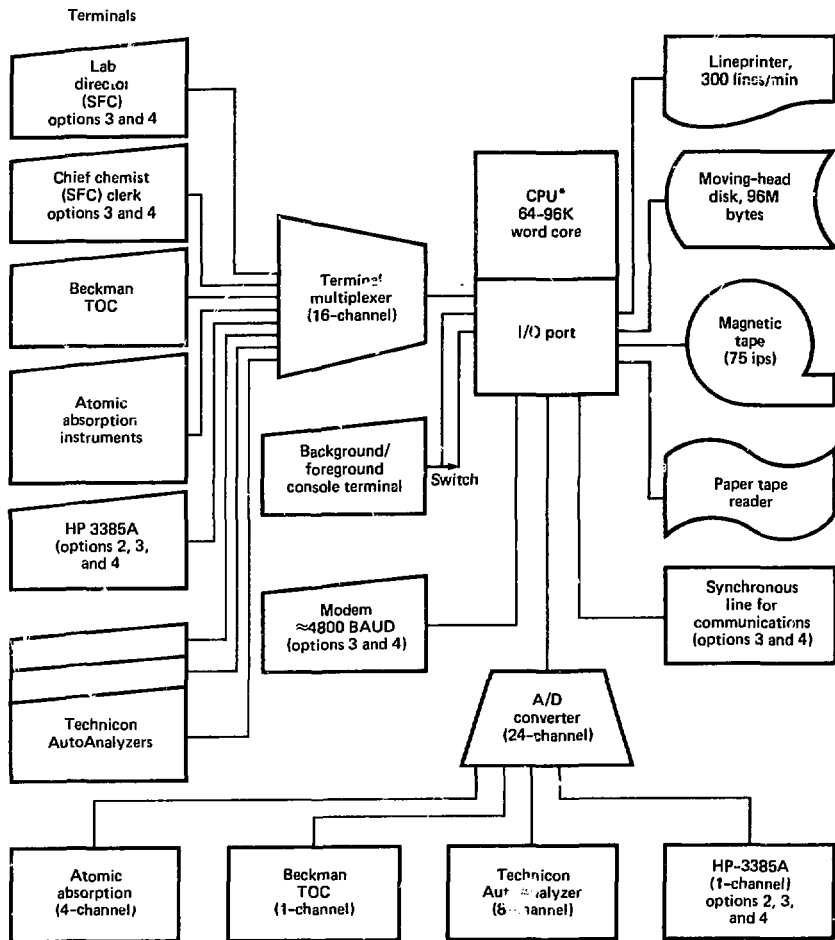 Terminals
Lab
director
(SFC)
options 3 and 4
Chief chemist
(SFC) clerk
options 3 and 4
Beckman
TOC
Atomic
absorption
instruments
HP 3385A
(options 2, 3,
and 4
Technicon
AutoAnalyzers
Terminal
multiplexer
(16-channel)
Background/
foreground
console terminal
Switch
Modem
≈4800 BAUD
(options 3 and 4)
CPU*
64-96K
word core
I/O port
Lineprinter,
300 lines/min
Moving-head
disk, 96M
bytes
Magnetic
tape
(75 ips)
Paper tape
reader
Synchronous
line for
communications
(options 3 and 4)
A/D
converter
(24-channel)
Atomic
absorption
(4-channel)
Beckman
TOC
(1-channel)
Technicon
HP-3385A
(1-channel)
options 2, 3,
and 4